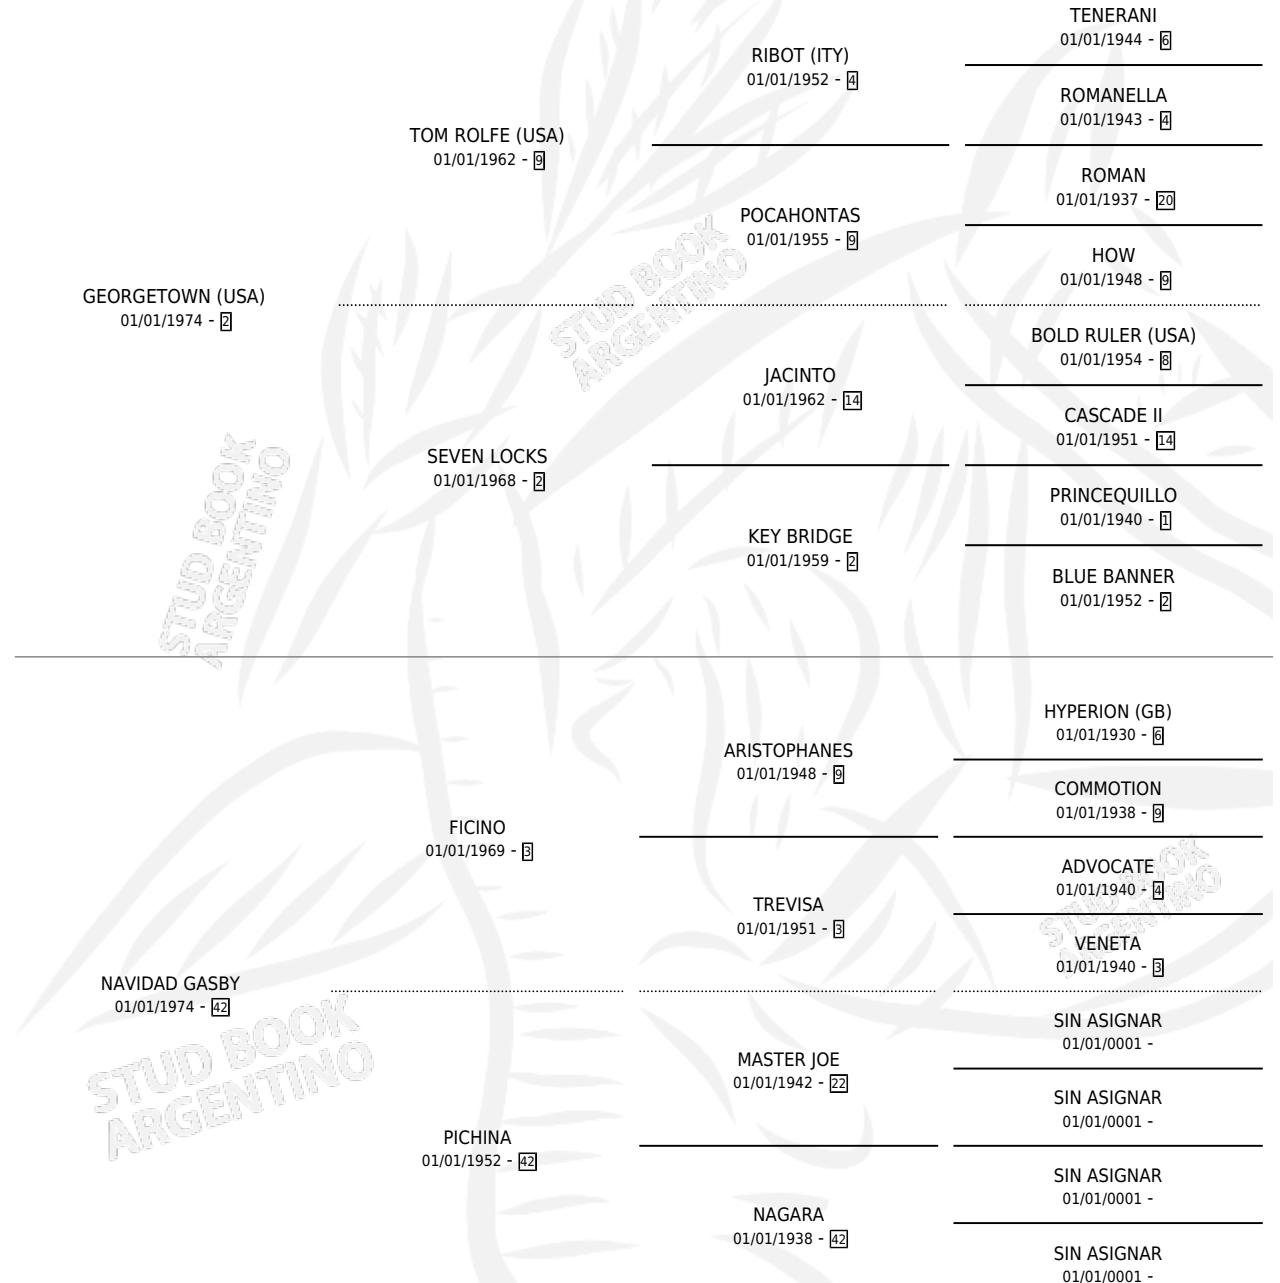 TENERANI
01/01/1944 - 6
RIBOT (ITY)
01/01/1952 - 4
ROMANELLA
01/01/1943 - 4
TOM ROLFE (USA)
01/01/1962 - 9
ROMAN
01/01/1937 - 20
POCAHONTAS
01/01/1955 - 9
HOW
01/01/1948 - 9
GEORGETOWN (USA)
01/01/1974 - 2
BOLD RULER (USA)
01/01/1954 - 8
JACINTO
01/01/1962 - 14
CASCADE II
01/01/1951 - 14
SEVEN LOCKS
01/01/1968 - 2
PRINCEQUILLO
01/01/1940 - 1
KEY BRIDGE
01/01/1959 - 2
BLUE BANNER
01/01/1952 - 2
HYPERION (GB)
01/01/1930 - 6
ARISTOPHANES
01/01/1948 - 9
COMMOTION
01/01/1938 - 9
FICINO
01/01/1969 - 3
ADVOCATE
01/01/1940 - 4
TREVISA
01/01/1951 - 3
VENETA
01/01/1940 - 3
NAVIDAD GASBY
01/01/1974 - 42
SIN ASIGNAR
01/01/0001 -
MASTER JOE
01/01/1942 - 22
SIN ASIGNAR
01/01/0001 -
PICHINA
01/01/1952 - 42
SIN ASIGNAR
01/01/0001 -
NAGARA
01/01/1938 - 42
SIN ASIGNAR
01/01/0001 -
STUD BOOK
ARGENTINO
STUD BOOK
ARGENTINO
STUD BOOK
ARGENTINO
STUD BOOK
ARGENTINO